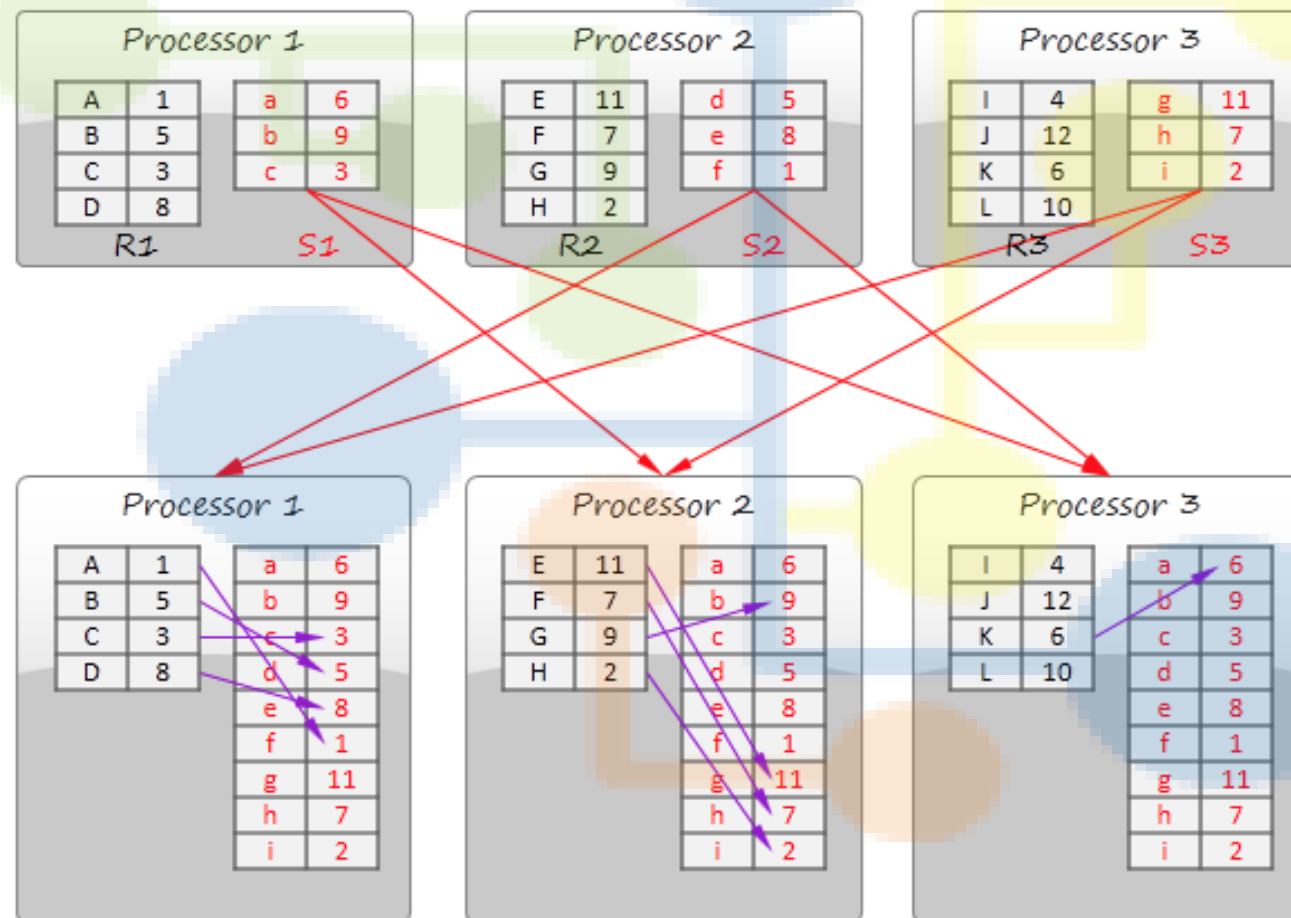 Processor 1
A 1 a 6
B 5 b 9
C 3 c 3
D 8
R1 S1
Processor 2
E 11 d 5
F 7 e 8
G 9 f 1
H 2
R2 S2
Processor 3
I 4 g 11
J 12 h 7
K 6 i 2
L 10
R3 S3
Processor 1
A 1 a 6
B 5 b 9
C 3 c 3
D 8 d 5
e 8
f 1
g 11
h 7
i 2
Processor 2
E 11 a 6
F 7 b 9
G 9 c 3
H 2 d 5
e 8
f 1
g 11
h 7
i 2
Processor 3
I 4 a 6
J 12 b 9
K 6 c 3
L 10 d 5
e 8
f 1
g 11
h 7
i 2